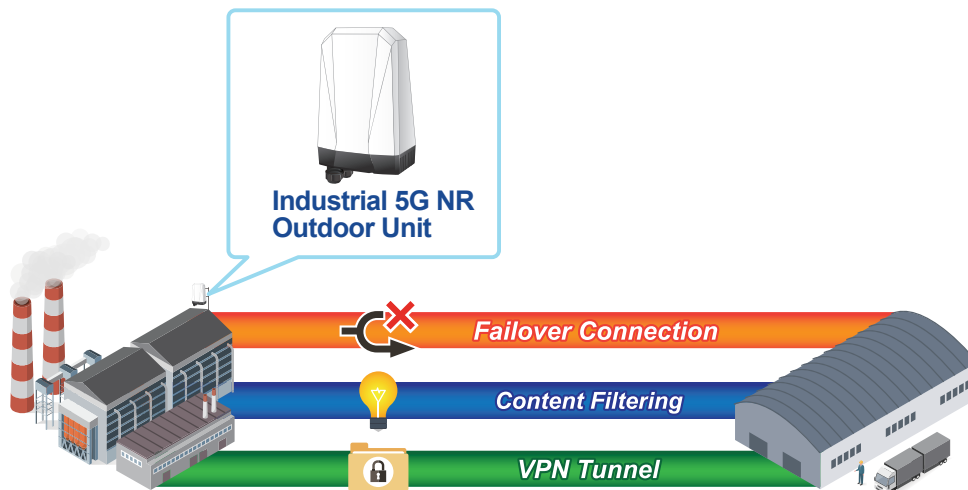 Industrial 5G NR
Outdoor Unit
Failover Connection
Content Filtering
VPN Tunnel